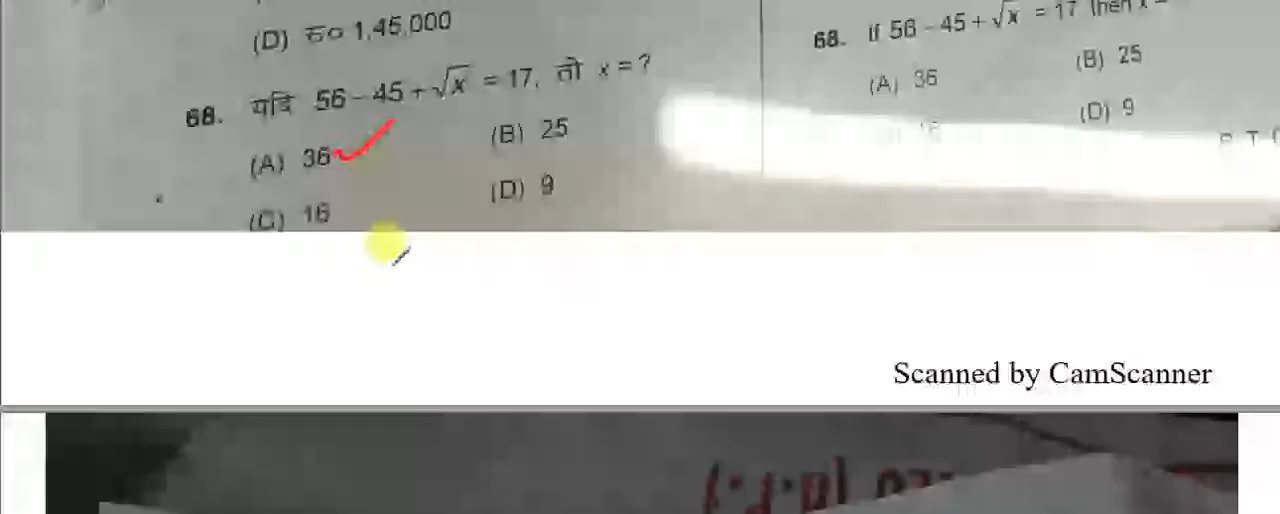 (D) रु० 1,45,000
68. यदि 56 – 45 + √x = 17, तो x = ?
(A) 36
(B) 25
(C) 16
(D) 9
68. If 56 – 45 + √x = 17 then x =
(A) 36
(B) 25
(D) 9
P. T.
Scanned by CamScanner